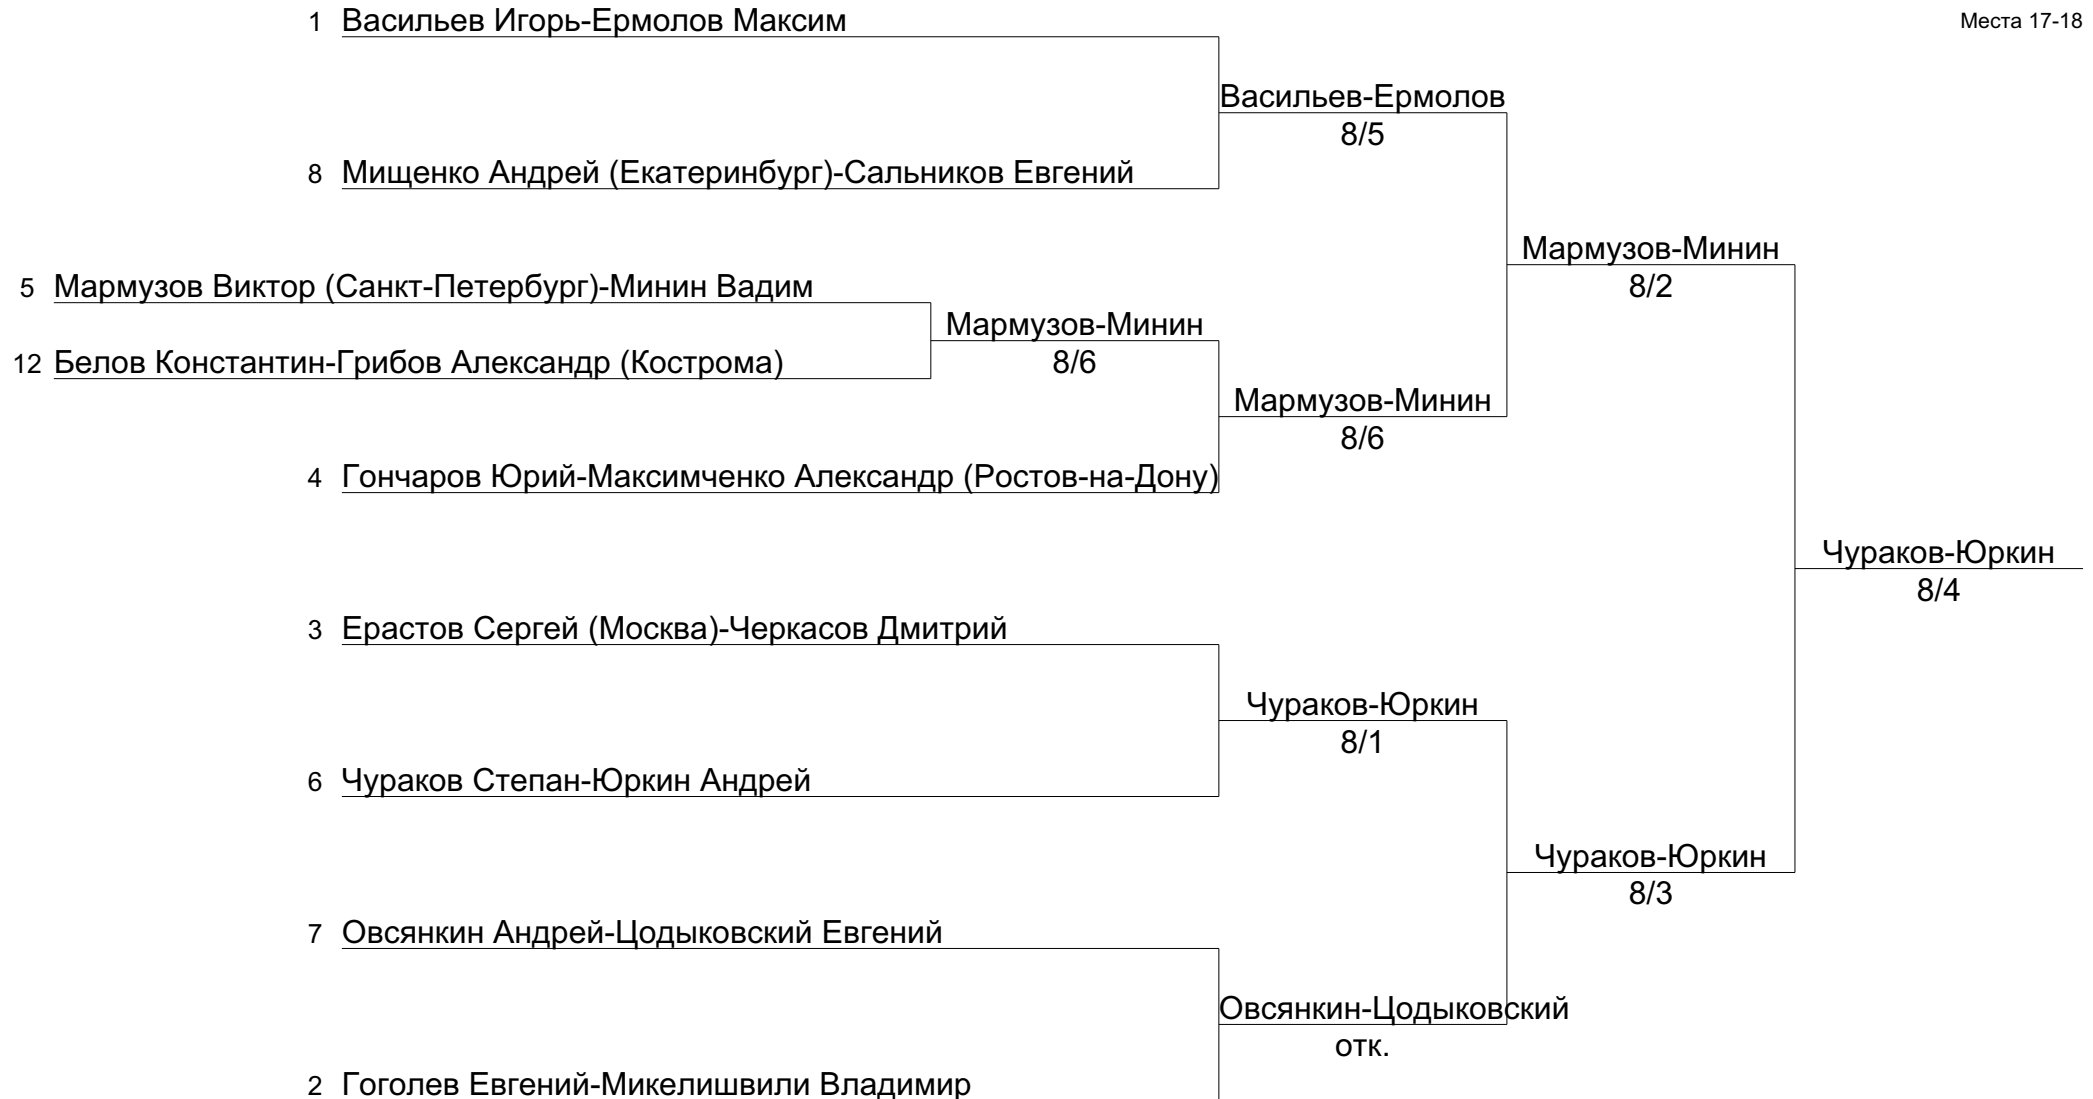 1 Васильев Игорь-Ермолов Максим
Места 17-18
Васильев-Ермолов
8/5
8 Мищенко Андрей (Екатеринбург)-Сальников Евгений
Мармузов-Минин
8/2
5 Мармузов Виктор (Санкт-Петербург)-Минин Вадим
Мармузов-Минин
8/6
12 Белов Константин-Грибов Александр (Кострома)
Мармузов-Минин
8/6
4 Гончаров Юрий-Максимченко Александр (Ростов-на-Дону)
Чураков-Юркин
8/4
3 Ерастов Сергей (Москва)-Черкасов Дмитрий
Чураков-Юркин
8/1
6 Чураков Степан-Юркин Андрей
Чураков-Юркин
8/3
7 Овсянкин Андрей-Цодыковский Евгений
Овсянкин-Цодыковский
отк.
2 Гоголев Евгений-Микелишвили Владимир